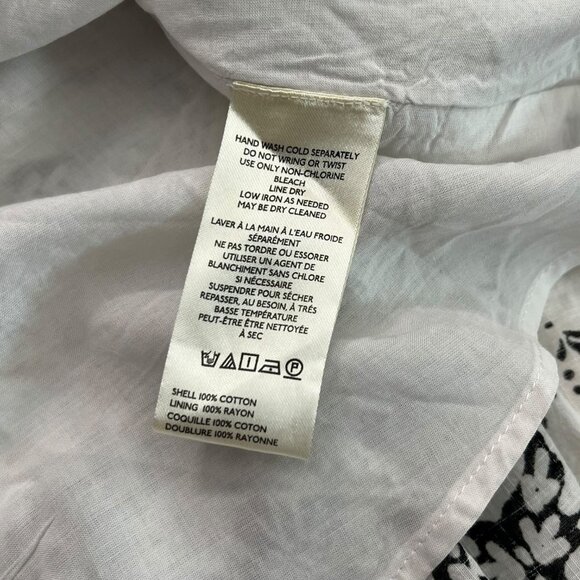 HAND WASH COLD SEPARATELY
DO NOT WRING OR TWIST
USE ONLY NON-CHLORINE
BLEACH
LINE DRY
LOW IRON AS NEEDED
MAY BE DRY CLEANED
LAVER À LA MAIN À L'EAU FROIDE
SÉPARÉMENT
NE PAS TORDRE OU ESSORER
UTILISER UN AGENT DE
BLANCHIMENT SANS CHLORE
SI NÉCESSAIRE
SUSPENDRE POUR SÉCHER
REPASSER, AU BESOIN, À TRÉS
BASSE TEMPÉRATURE
PEUT-ÊTRE ÊTRE NETTOYÉE
À SEC
P
SHELL 100% COTTON
LINING 100% RAYON
COQUILLE 100% COTON
DOUBLURE 100% RAYONNE